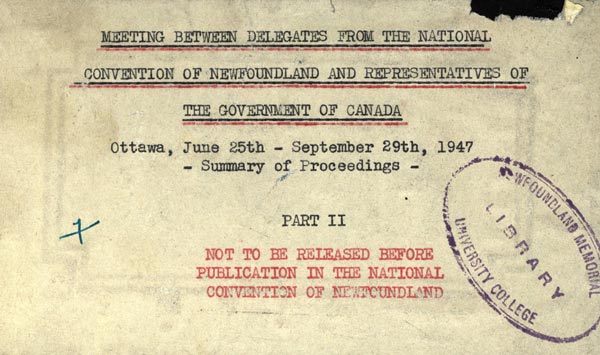 MEETING BETWEEN DELEGATES FROM THE NATIONAL
CONVENTION OF NEWFOUNDLAND AND REPRESENTATIVES OF
THE GOVERNMENT OF CANADA
Ottawa, June 25th - September 29th, 1947
- Summary of Proceedings -
PART II
NOT TO BE RELEASED BEFORE
PUBLICATION IN THE NATIONAL
CONVENTION OF NEWFOUNDLAND
NEWFOUNDLAND MEMORIAL
LIBRARY
UNIVERSITY COLLEGE